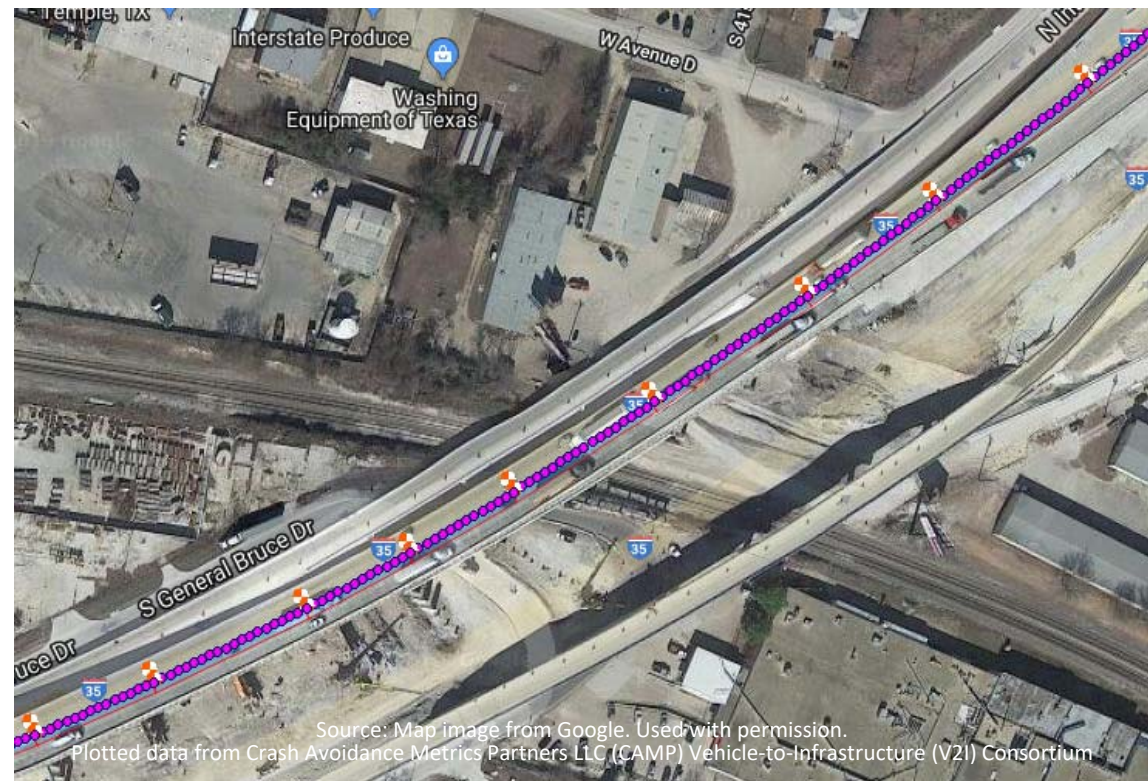 Temple, TX
Interstate Produce
Washing
Equipment of Texas
W Avenue D
35
35
35
35
35
35
35
S General Bruce Dr
uce Dr
Source: Map image from Google. Used with permission.
Plotted data from Crash Avoidance Metrics Partners LLC (CAMP) Vehicle-to-Infrastructure (V2I) Consortium